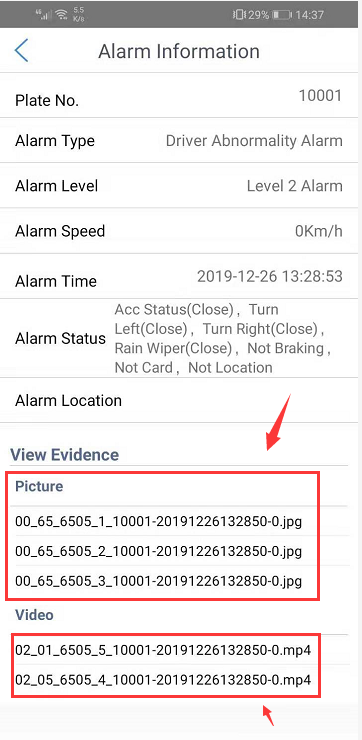 5.5
K/s
29% 14:37
Alarm Information
Plate No. 10001
Alarm Type Driver Abnormality Alarm
Alarm Level Level 2 Alarm
Alarm Speed 0Km/h
Alarm Time 2019-12-26 13:28:53
Alarm Status Acc Status(Close), Turn
Left(Close), Turn Right(Close),
Rain Wiper(Close), Not Braking,
Not Card, Not Location
Alarm Location
View Evidence
Picture
00_65_6505_1_10001-20191226132850-0.jpg
00_65_6505_2_10001-20191226132850-0.jpg
00_65_6505_3_10001-20191226132850-0.jpg
Video
02_01_6505_5_10001-20191226132850-0.mp4
02_05_6505_4_10001-20191226132850-0.mp4